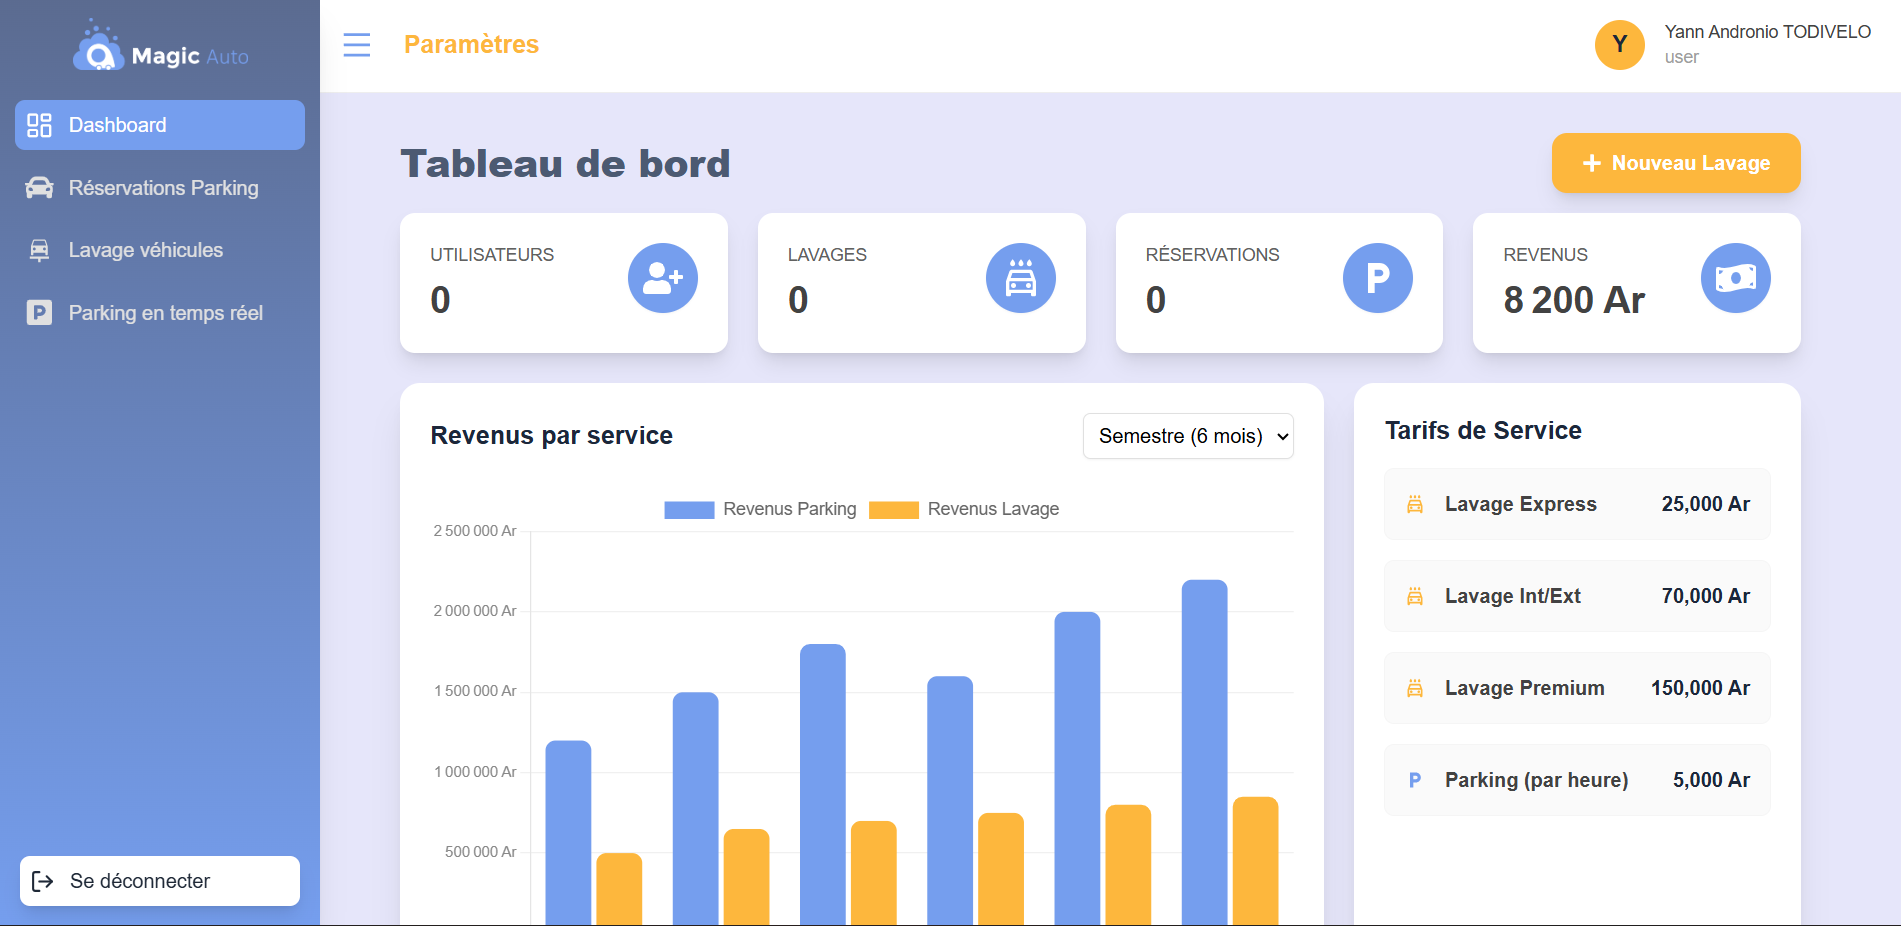 Magic Auto
Dashboard
Réservations Parking
Lavage véhicules
P Parking en temps réel
Se déconnecter
Paramètres
Y
Yann Andronio TODIVELO
user
Tableau de bord
+ Nouveau Lavage
UTILISATEURS
0
LAVAGES
0
RÉSERVATIONS
0
P
REVENUS
8 200 Ar
Revenus par service
Semestre (6 mois)
Revenus Parking
Revenus Lavage
2 500 000 Ar
2 000 000 Ar
1 500 000 Ar
1 000 000 Ar
500 000 Ar
Tarifs de Service
Lavage Express 25,000 Ar
Lavage Int/Ext 70,000 Ar
Lavage Premium 150,000 Ar
P Parking (par heure) 5,000 Ar